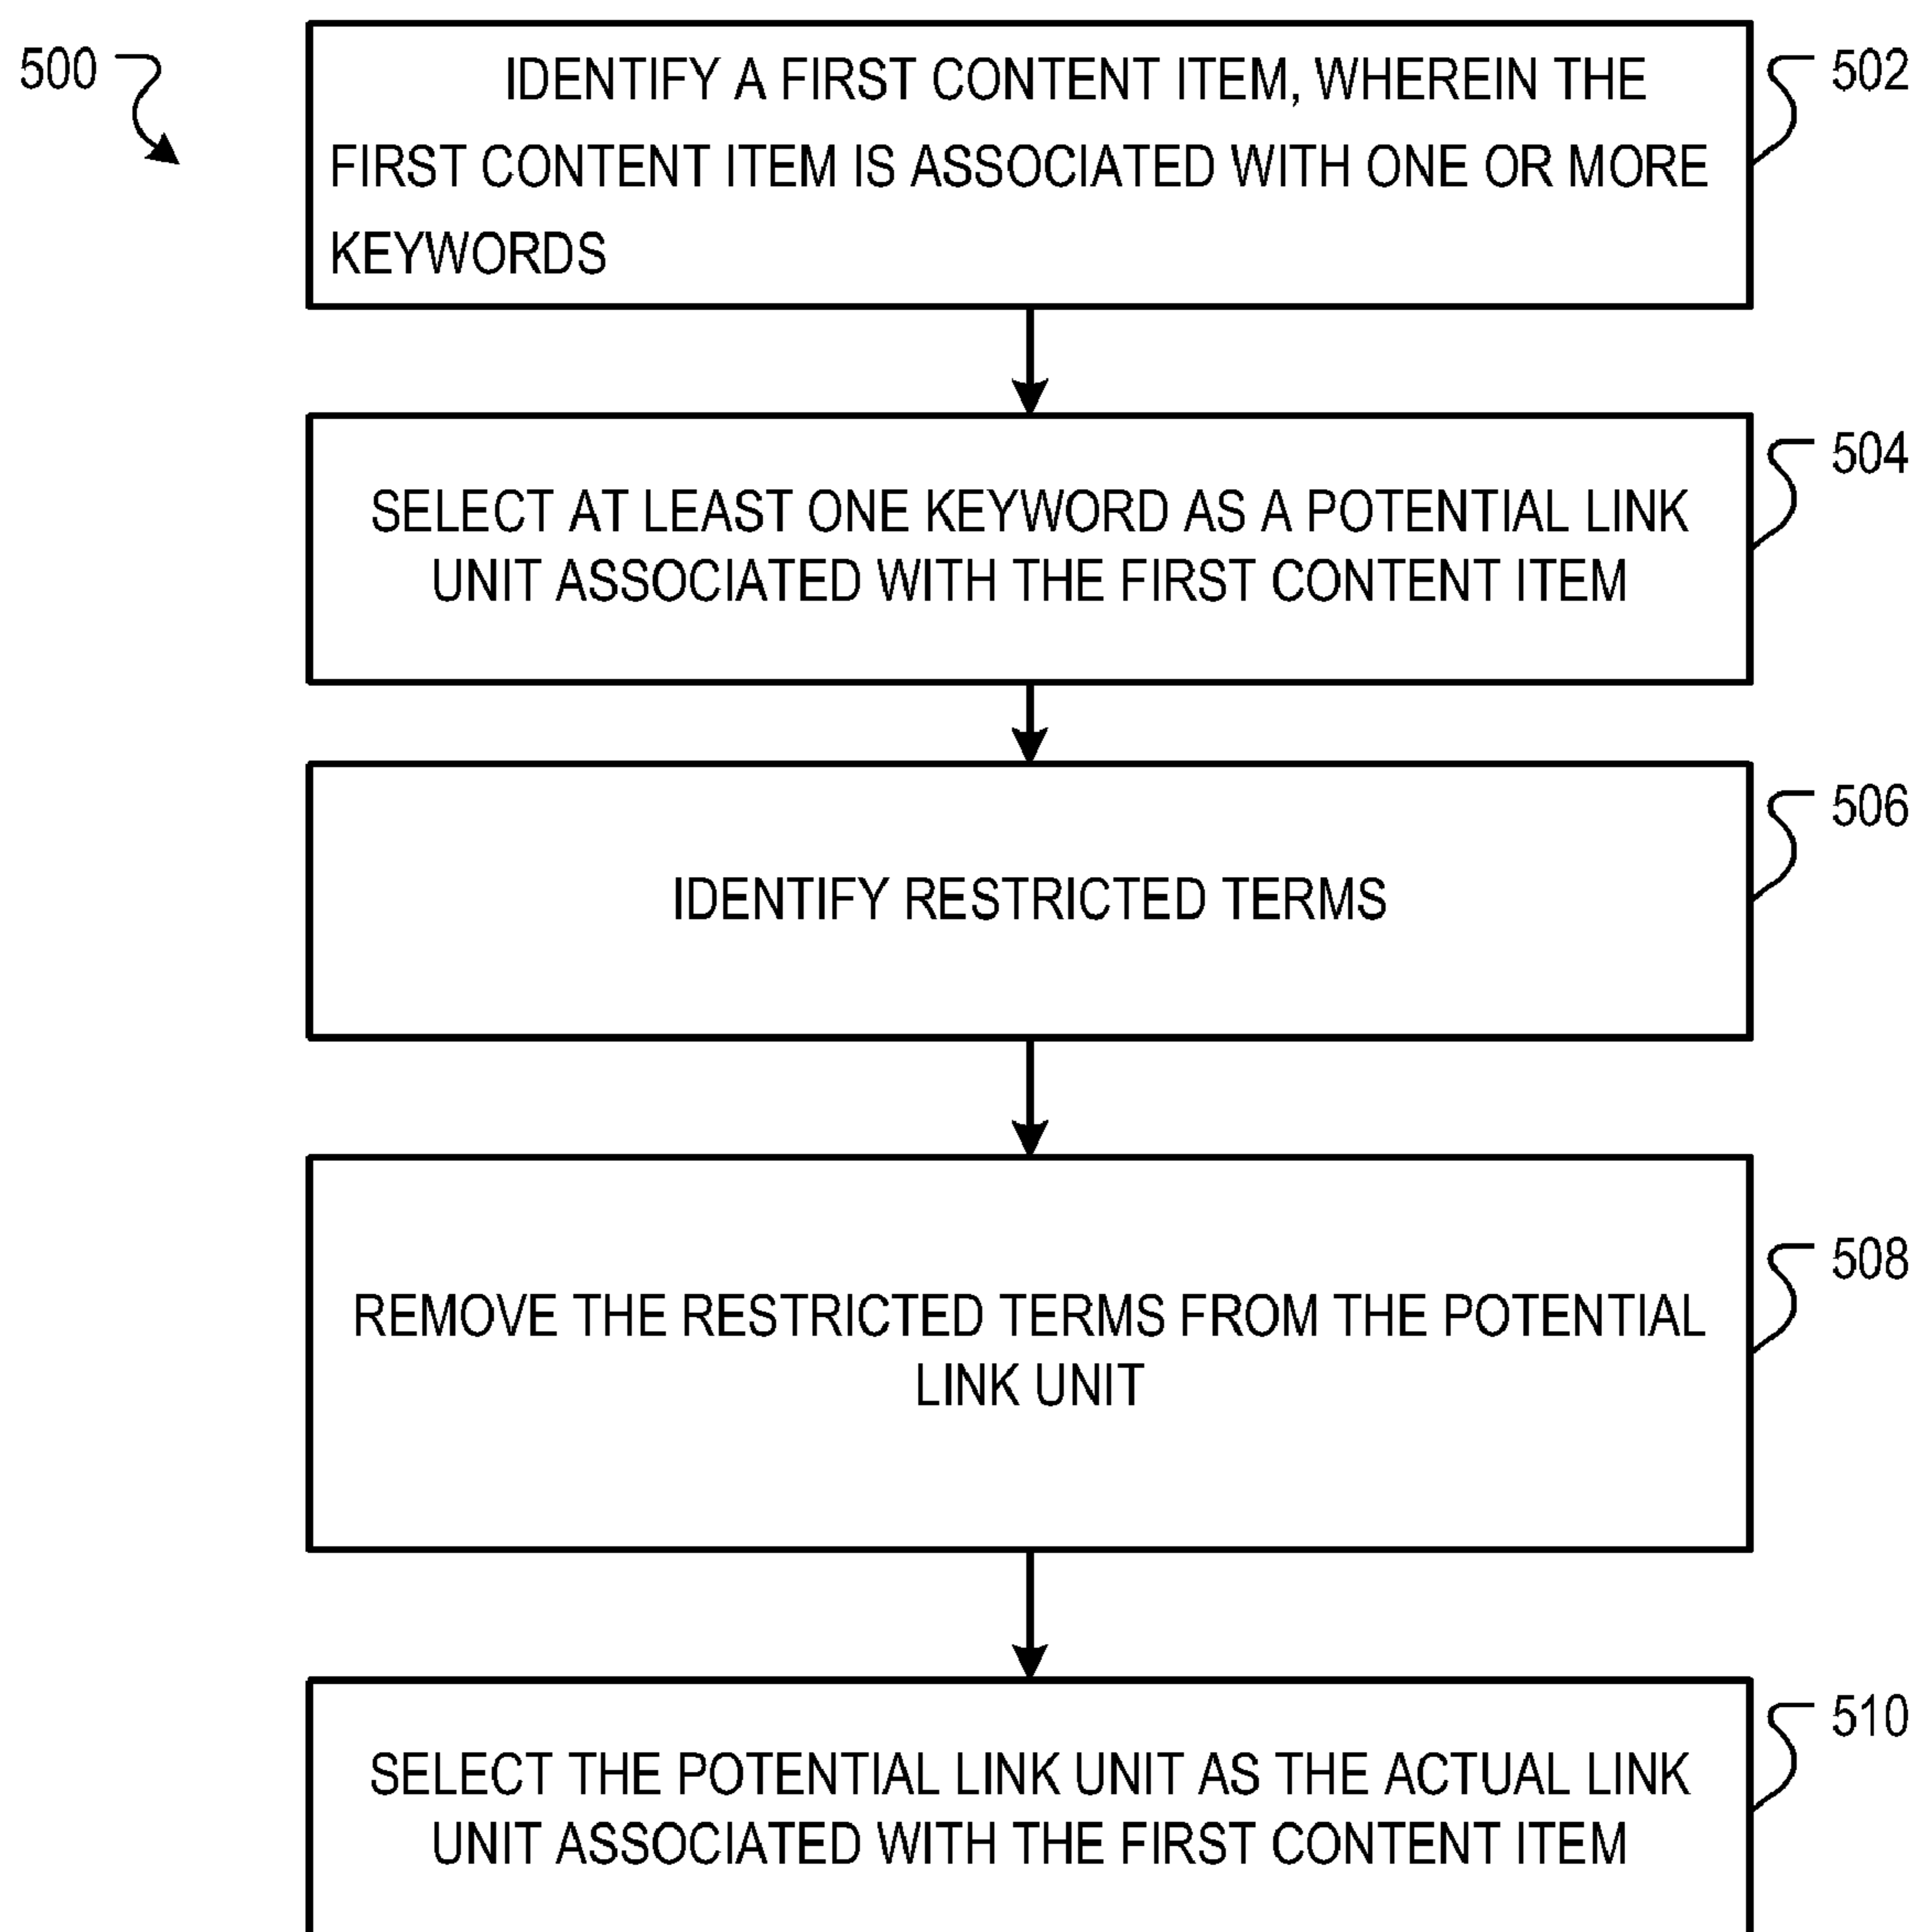 500
IDENTIFY A FIRST CONTENT ITEM, WHEREIN THE
FIRST CONTENT ITEM IS ASSOCIATED WITH ONE OR MORE
KEYWORDS
502
SELECT AT LEAST ONE KEYWORD AS A POTENTIAL LINK
UNIT ASSOCIATED WITH THE FIRST CONTENT ITEM
504
IDENTIFY RESTRICTED TERMS
506
REMOVE THE RESTRICTED TERMS FROM THE POTENTIAL
LINK UNIT
508
SELECT THE POTENTIAL LINK UNIT AS THE ACTUAL LINK
UNIT ASSOCIATED WITH THE FIRST CONTENT ITEM
510